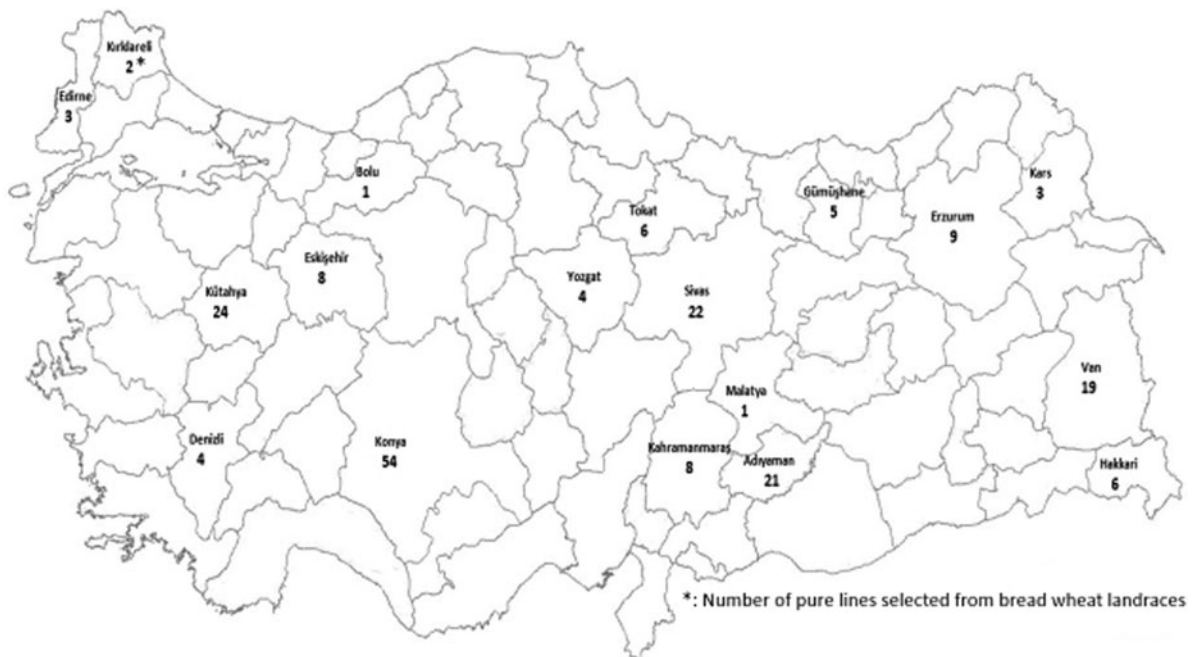 Kırklareli
2*
Edirne
3
Bolu
1
Kars
3
Gümüşhane
5
Tokat
6
Erzurum
9
Eskişehir
8
Yozgat
4
Kütahya
24
Sivas
22
Van
19
Malatya
1
Denizli
4
Konya
54
Kahramanmaraş
8
Adıyaman
21
Hakkari
6
*: Number of pure lines selected from bread wheat landraces